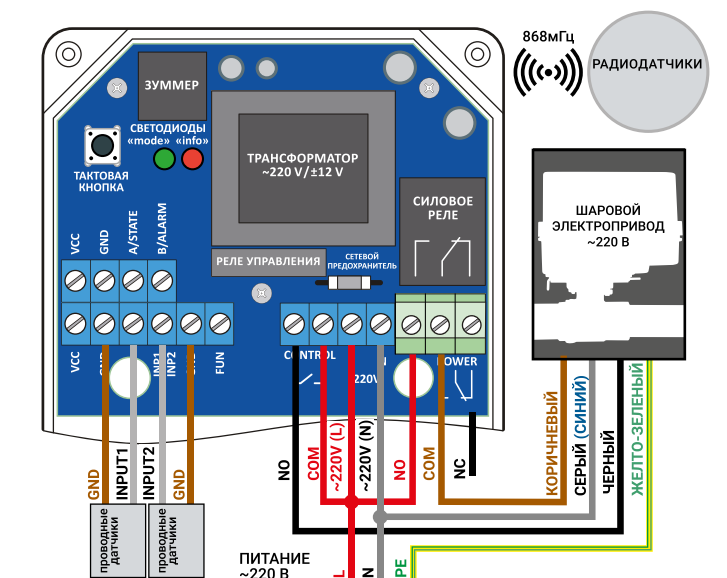 868мГц
РАДИОДАТЧИКИ
ЗУММЕР
СВЕТОДИОДЫ
«mode» «info»
ТАКТОВАЯ
КНОПКА
ТРАНСФОРМАТОР
~220 V/±12 V
СИЛОВОЕ
РЕЛЕ
РЕЛЕ УПРАВЛЕНИЯ
СЕТЕВОЙ
ПРЕДОХРАНИТЕЛЬ
ШАРОВОЙ
ЭЛЕКТРОПРИВОД
~220 В
VCC
GND
A/STATE
B/ALARM
VCC
INP1
INP2
FUN
CONTROL
220V
N
POWER
GND
INPUT1
INPUT2
GND
NO
COM
~220V (L)
~220V (N)
NO
COM
NC
КОРИЧНЕВЫЙ
СЕРЫЙ (СИНИЙ)
ЧЕРНЫЙ
ЖЕЛТО-ЗЕЛЕНЫЙ
проводные
датчики
проводные
датчики
ПИТАНИЕ
~220 В
L
N
PE